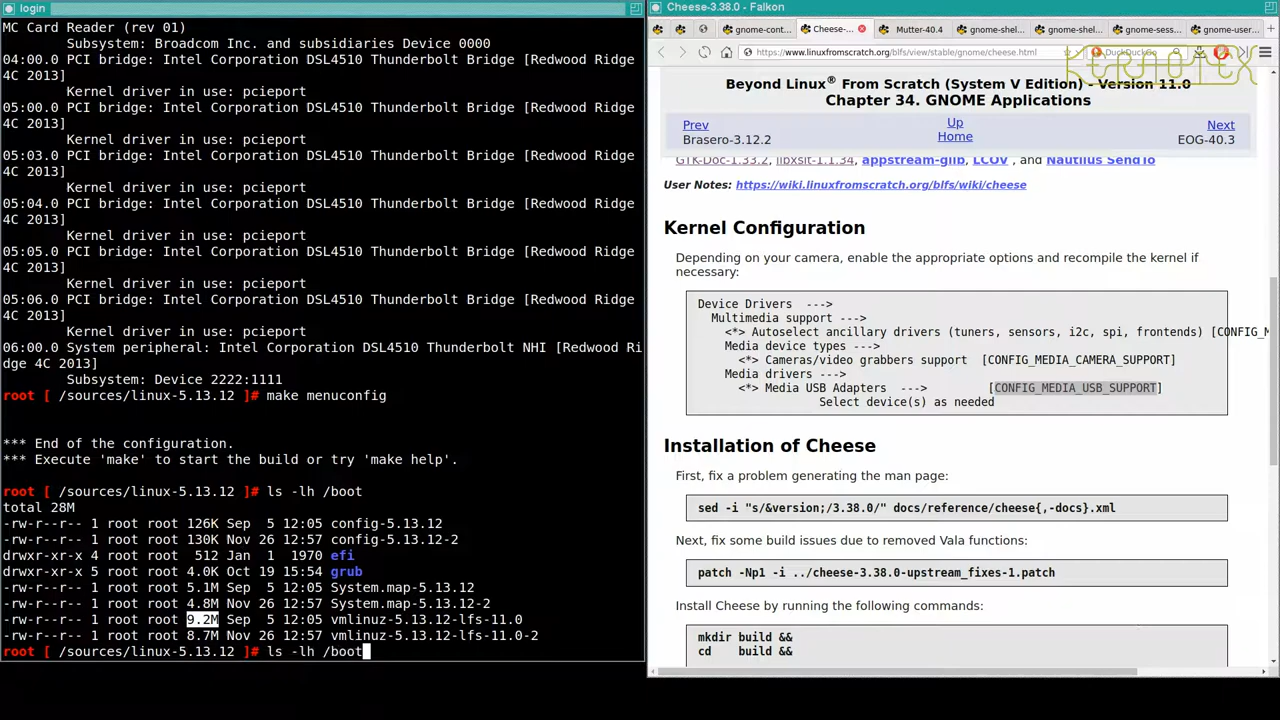 login
MC Card Reader (rev 01)
Subsystem: Broadcom Inc. and subsidiaries Device 0000
04:00.0 PCI bridge: Intel Corporation DSL4510 Thunderbolt Bridge [Redwood Ridge
4C 2013]
Kernel driver in use: pcieport
05:00.0 PCI bridge: Intel Corporation DSL4510 Thunderbolt Bridge [Redwood Ridge
4C 2013]
Kernel driver in use: pcieport
05:03.0 PCI bridge: Intel Corporation DSL4510 Thunderbolt Bridge [Redwood Ridge
4C 2013]
Kernel driver in use: pcieport
05:04.0 PCI bridge: Intel Corporation DSL4510 Thunderbolt Bridge [Redwood Ridge
4C 2013]
Kernel driver in use: pcieport
05:05.0 PCI bridge: Intel Corporation DSL4510 Thunderbolt Bridge [Redwood Ridge
4C 2013]
Kernel driver in use: pcieport
05:06.0 PCI bridge: Intel Corporation DSL4510 Thunderbolt Bridge [Redwood Ridge
4C 2013]
Kernel driver in use: pcieport
06:00.0 System peripheral: Intel Corporation DSL4510 Thunderbolt NHI [Redwood Ri
dge 4C 2013]
Subsystem: Device 2222:1111
root [ /sources/linux-5.13.12 ]# make menuconfig
*** End of the configuration.
*** Execute 'make' to start the build or try 'make help'.
root [ /sources/linux-5.13.12 ]# ls -lh /boot
total 28M
-rw-r--r-- 1 root root 126K Sep  5 12:05 config-5.13.12
-rw-r--r-- 1 root root 130K Nov 26 12:57 config-5.13.12-2
drwxr-xr-x 4 root root  512 Jan  1  1970 efi
drwxr-xr-x 5 root root 4.0K Oct 19 15:54 grub
-rw-r--r-- 1 root root 5.1M Sep  5 12:05 System.map-5.13.12
-rw-r--r-- 1 root root 4.8M Nov 26 12:57 System.map-5.13.12-2
-rw-r--r-- 1 root root 9.2M Sep  5 12:05 vmlinuz-5.13.12-lfs-11.0
-rw-r--r-- 1 root root 8.7M Nov 26 12:57 vmlinuz-5.13.12-lfs-11.0-2
root [ /sources/linux-5.13.12 ]# ls -lh /boot
Cheese-3.38.0 - Falkon
gnome-cont... Cheese-... Mutter-40.4 gnome-shel... gnome-shel... gnome-sess... gnome-user...
https://www.linuxfromscratch.org/blfs/view/stable/gnome/cheese.html DuckDuckGo
KERNOTEX
Beyond Linux® From Scratch (System V Edition) - Version 11.0
Chapter 34. GNOME Applications
Prev Up Next
Brasero-3.12.2 Home EOG-40.3
GTK-Doc-1.33.2, libxslt-1.1.34, appstream-glib, LCOV , and Nautilus SendTo
User Notes: https://wiki.linuxfromscratch.org/blfs/wiki/cheese
Kernel Configuration
Depending on your camera, enable the appropriate options and recompile the kernel if
necessary:
Device Drivers  --->
Multimedia support --->
<*> Autoselect ancillary drivers (tuners, sensors, i2c, spi, frontends) [CONFIG_M
Media device types --->
<*> Cameras/video grabbers support  [CONFIG_MEDIA_CAMERA_SUPPORT]
Media drivers --->
<*> Media USB Adapters  --->         [CONFIG_MEDIA_USB_SUPPORT]
Select device(s) as needed
Installation of Cheese
First, fix a problem generating the man page:
sed -i "s/&version;/3.38.0/" docs/reference/cheese{,-docs}.xml
Next, fix some build issues due to removed Vala functions:
patch -Np1 -i ../cheese-3.38.0-upstream_fixes-1.patch
Install Cheese by running the following commands:
mkdir build &&
cd    build &&